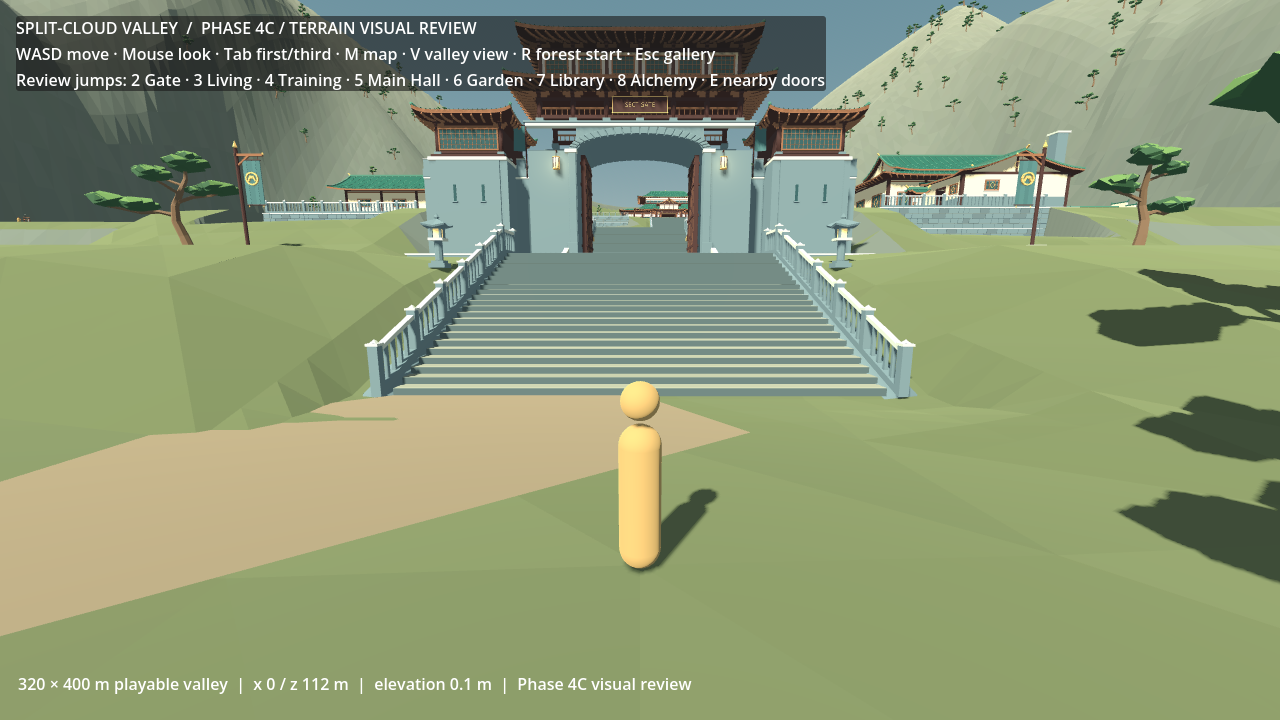 SPLIT-CLOUD VALLEY / PHASE 4C / TERRAIN VISUAL REVIEW
WASD move · Mouse look · Tab first/third · M map · V valley view · R forest start · Esc gallery
Review jumps: 2 Gate · 3 Living · 4 Training · 5 Main Hall · 6 Garden · 7 Library · 8 Alchemy · E nearby doors
SECT GATE
320 × 400 m playable valley | x 0 / z 112 m | elevation 0.1 m | Phase 4C visual review